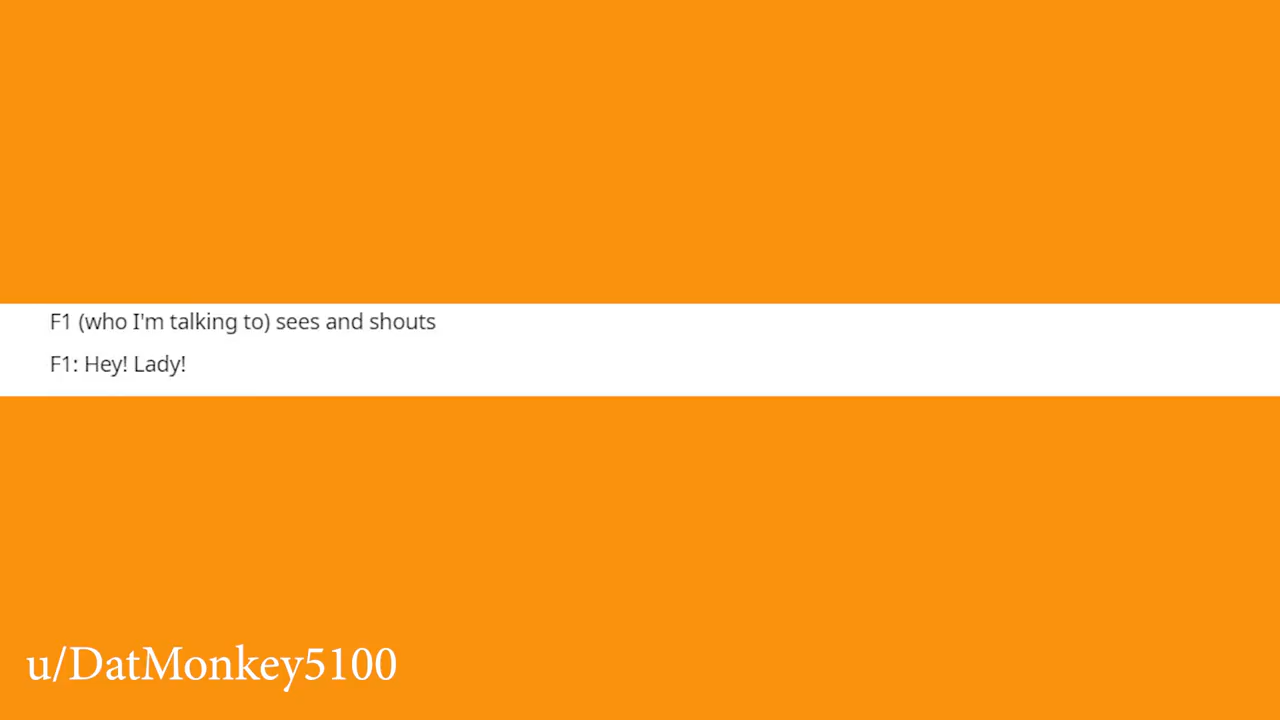 F1 (who I'm talking to) sees and shouts
F1: Hey! Lady!
u/DatMonkey5100